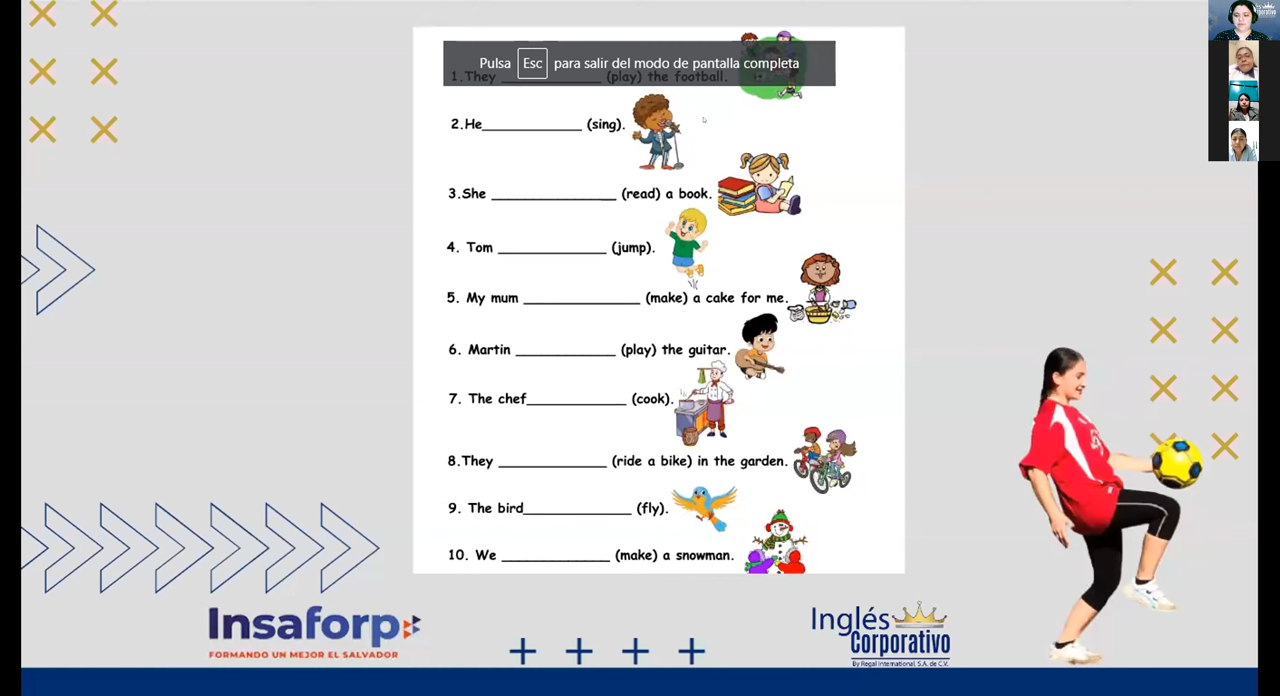 Pulsa Esc para salir del modo de pantalla completa
1.They ____________ (play) the football.
2.He____________ (sing).
3.She _______________ (read) a book.
4. Tom _____________ (jump).
5. My mum ______________ (make) a cake for me.
6. Martin ____________ (play) the guitar.
7. The chef____________ (cook).
8.They _____________ (ride a bike) in the garden.
9. The bird_____________ (fly).
10. We _____________ (make) a snowman.
Insaforp
FORMANDO UN MEJOR EL SALVADOR
Inglés
Corporativo
By Regal International, S.A. de C.V.